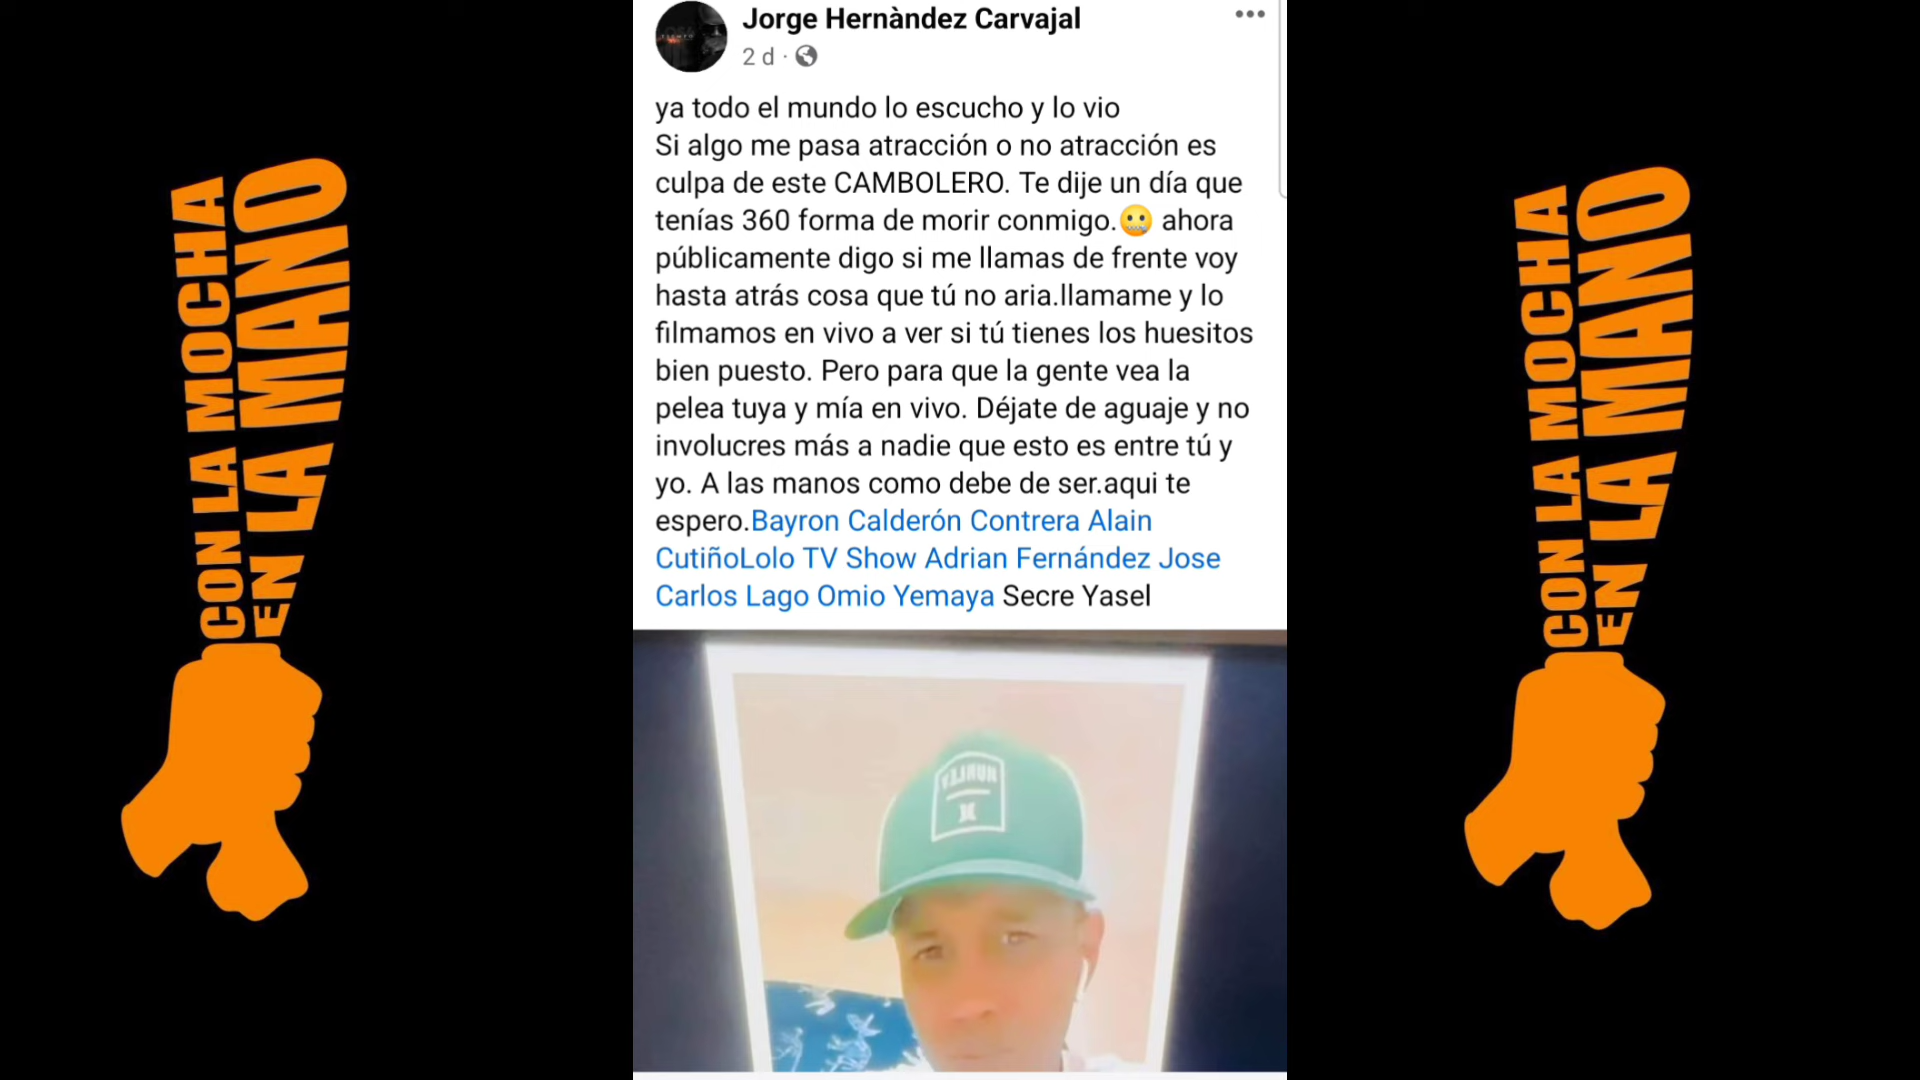 Jorge Hernàndez Carvajal
2 d ·
ya todo el mundo lo escucho y lo vio
Si algo me pasa atracción o no atracción es
culpa de este CAMBOLERO. Te dije un día que
tenías 360 forma de morir conmigo.🤐 ahora
públicamente digo si me llamas de frente voy
hasta atrás cosa que tú no aria.llamame y lo
filmamos en vivo a ver si tú tienes los huesitos
bien puesto. Pero para que la gente vea la
pelea tuya y mía en vivo. Déjate de aguaje y no
involucres más a nadie que esto es entre tú y
yo. A las manos como debe de ser.aqui te
espero.Bayron Calderón Contrera Alain
CutiñoLolo TV Show Adrian Fernández Jose
Carlos Lago Omio Yemaya Secre Yasel
HURLEY
CON LA MOCHA
EN LA MANO
CON LA MOCHA
EN LA MANO